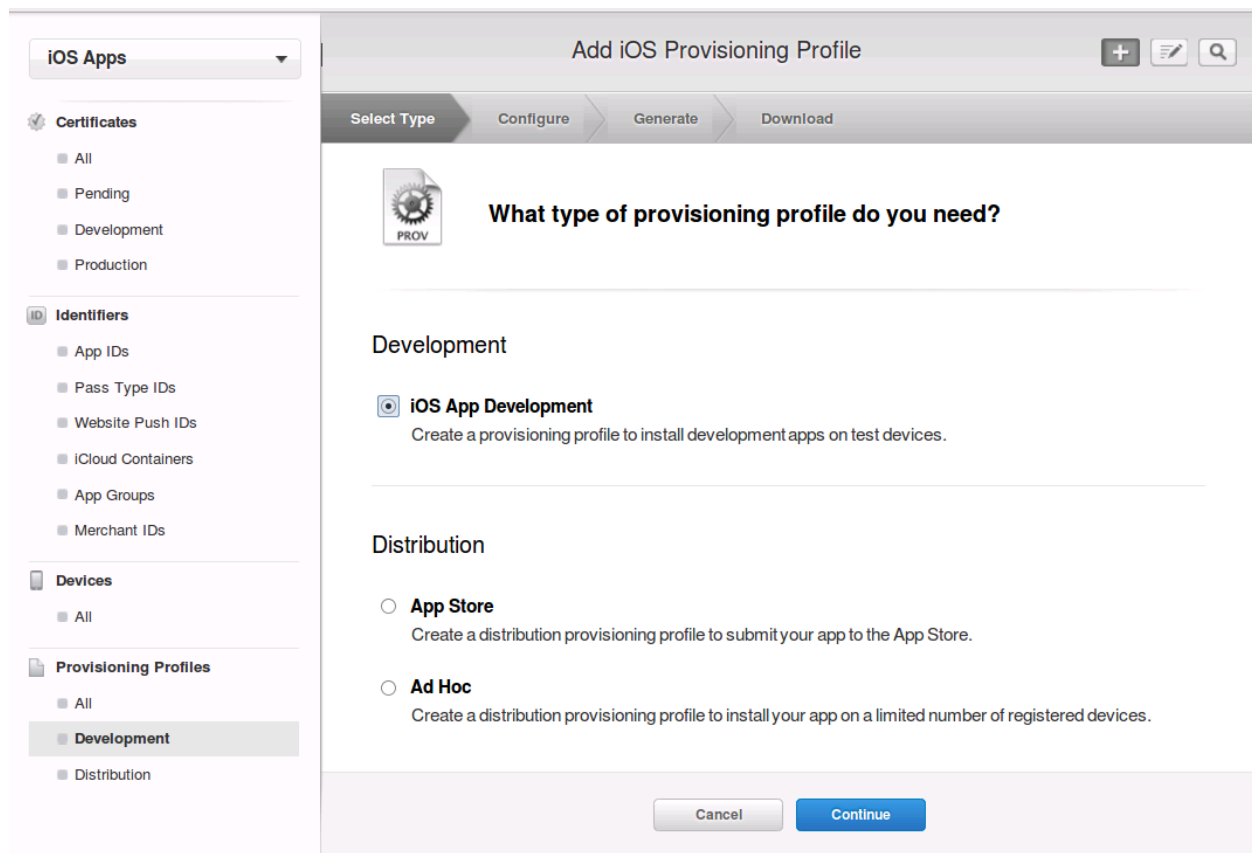 iOS Apps
Certificates
All
Pending
Development
Production
ID
Identifiers
App IDs
Pass Type IDs
Website Push IDs
iCloud Containers
App Groups
Merchant IDs
Devices
All
Provisioning Profiles
All
Development
Distribution
Add iOS Provisioning Profile
Select Type Configure Generate Download
PROV
What type of provisioning profile do you need?
Development
iOS App Development
Create a provisioning profile to install development apps on test devices.
Distribution
App Store
Create a distribution provisioning profile to submit your app to the App Store.
Ad Hoc
Create a distribution provisioning profile to install your app on a limited number of registered devices.
Cancel Continue